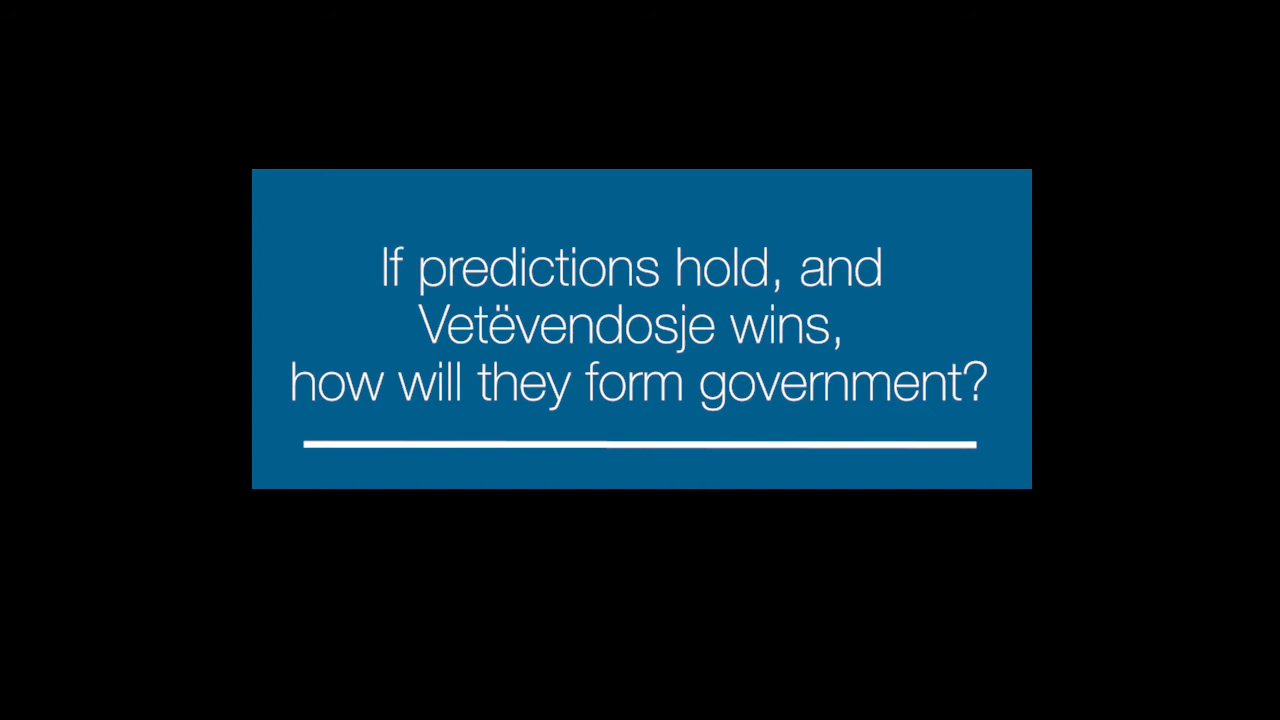 If predictions hold, and
Vetëvendosje wins,
how will they form government?